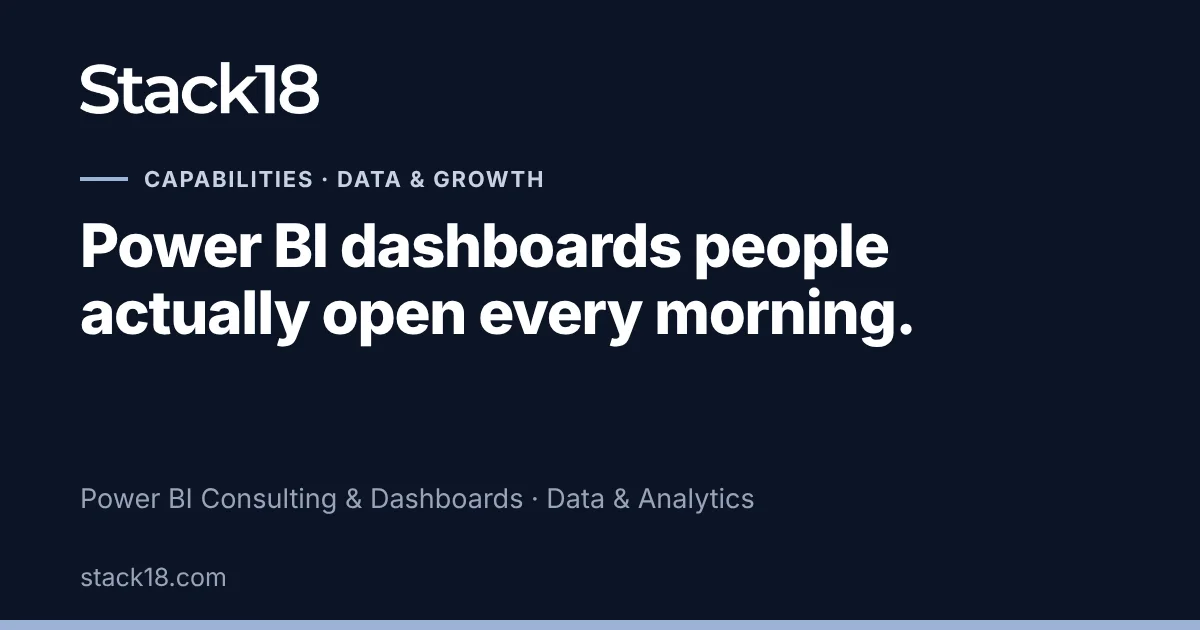 Stack18
CAPABILITIES · DATA & GROWTH
Power BI dashboards people
actually open every morning.
Power BI Consulting & Dashboards · Data & Analytics
stack18.com